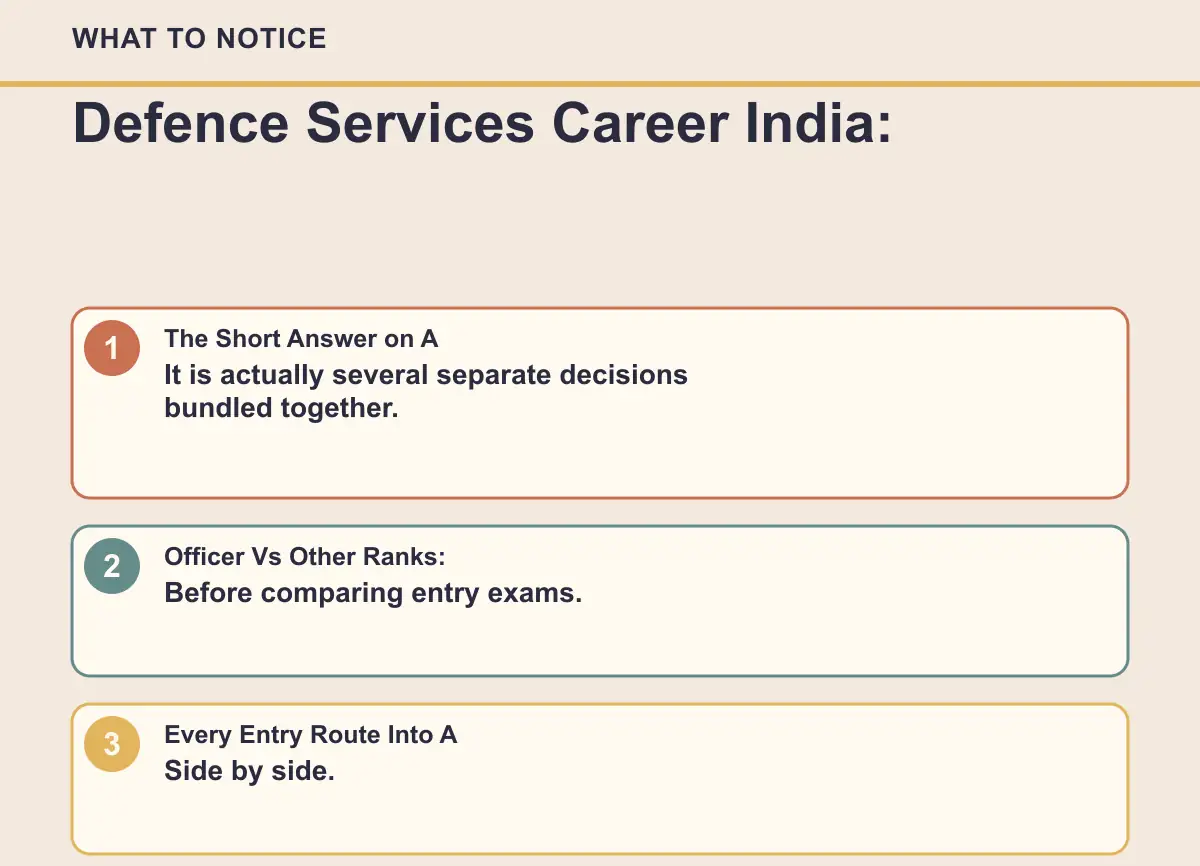 WHAT TO NOTICE
Defence Services Career India:
1
The Short Answer on A
It is actually several separate decisions
bundled together.
2
Officer Vs Other Ranks:
Before comparing entry exams.
3
Every Entry Route Into A
Side by side.